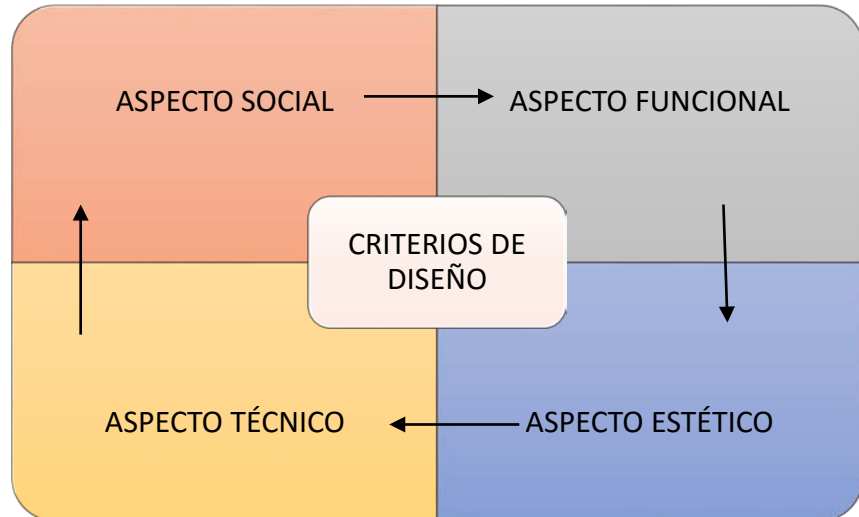 ASPECTO SOCIAL
ASPECTO FUNCIONAL
CRITERIOS DE
DISEÑO
ASPECTO TÉCNICO
ASPECTO ESTÉTICO